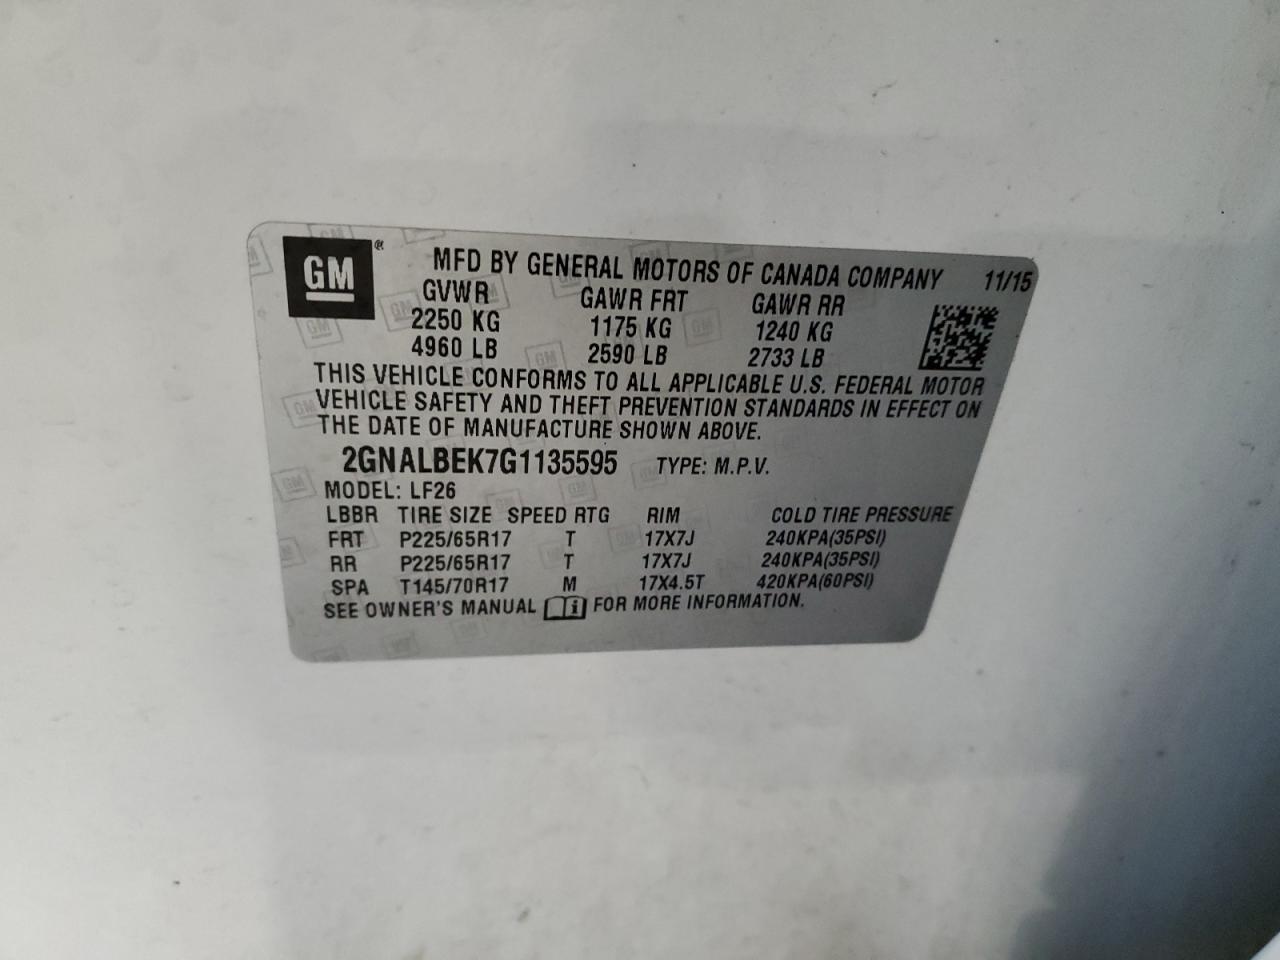 GM®
MFD BY GENERAL MOTORS OF CANADA COMPANY 11/15
GVWR GAWR FRT GAWR RR
2250 KG 1175 KG 1240 KG
4960 LB 2590 LB 2733 LB
THIS VEHICLE CONFORMS TO ALL APPLICABLE U.S. FEDERAL MOTOR
VEHICLE SAFETY AND THEFT PREVENTION STANDARDS IN EFFECT ON
THE DATE OF MANUFACTURE SHOWN ABOVE.
2GNALBEK7G1135595 TYPE: M.P.V.
MODEL: LF26
LBBR TIRE SIZE SPEED RTG RIM COLD TIRE PRESSURE
FRT P225/65R17 T 17X7J 240KPA(35PSI)
RR P225/65R17 T 17X7J 240KPA(35PSI)
SPA T145/70R17 M 17X4.5T 420KPA(60PSI)
SEE OWNER'S MANUAL i FOR MORE INFORMATION.